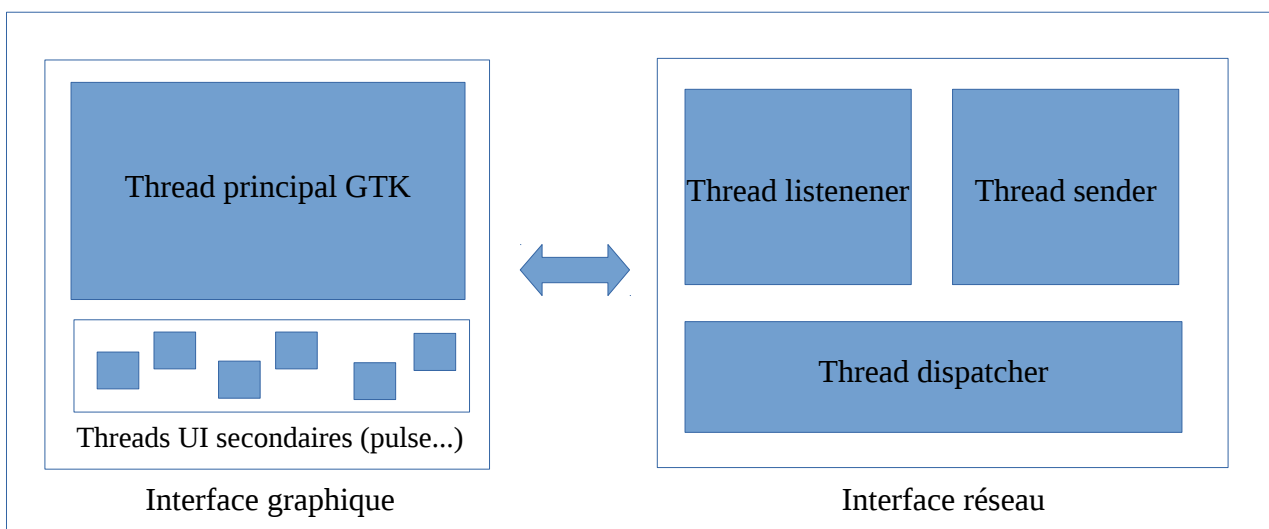 Thread principal GTK
Threads UI secondaires (pulse...)
Interface graphique
Thread listenener
Thread sender
Thread dispatcher
Interface réseau